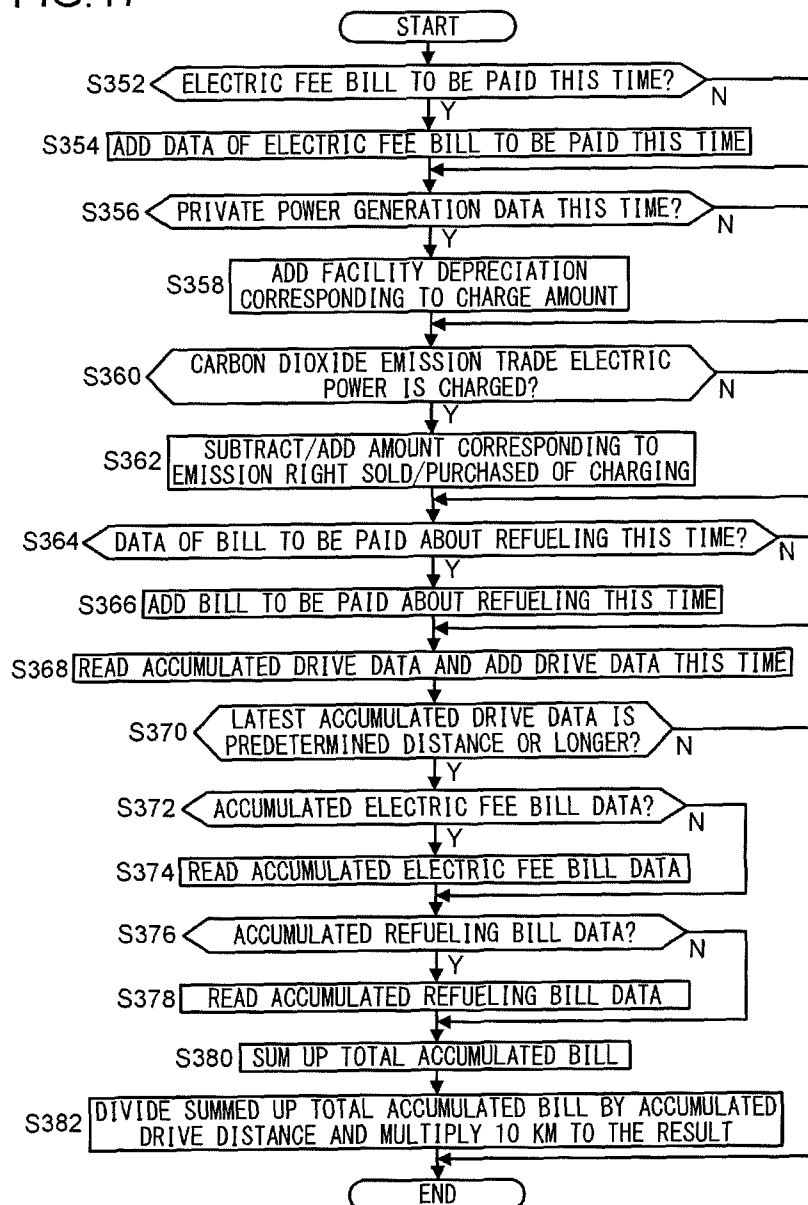 START
S352 ELECTRIC FEE BILL TO BE PAID THIS TIME? N
Y
S354 ADD DATA OF ELECTRIC FEE BILL TO BE PAID THIS TIME
S356 PRIVATE POWER GENERATION DATA THIS TIME? N
Y
S358 ADD FACILITY DEPRECIATION
CORRESPONDING TO CHARGE AMOUNT
S360 CARBON DIOXIDE EMISSION TRADE ELECTRIC
POWER IS CHARGED? N
Y
S362 SUBTRACT/ADD AMOUNT CORRESPONDING TO
EMISSION RIGHT SOLD/PURCHASED OF CHARGING
S364 DATA OF BILL TO BE PAID ABOUT REFUELING THIS TIME? N
Y
S366 ADD BILL TO BE PAID ABOUT REFUELING THIS TIME
S368 READ ACCUMULATED DRIVE DATA AND ADD DRIVE DATA THIS TIME
S370 LATEST ACCUMULATED DRIVE DATA IS
PREDETERMINED DISTANCE OR LONGER? N
Y
S372 ACCUMULATED ELECTRIC FEE BILL DATA? N
Y
S374 READ ACCUMULATED ELECTRIC FEE BILL DATA
S376 ACCUMULATED REFUELING BILL DATA? N
Y
S378 READ ACCUMULATED REFUELING BILL DATA
S380 SUM UP TOTAL ACCUMULATED BILL
S382 DIVIDE SUMMED UP TOTAL ACCUMULATED BILL BY ACCUMULATED
DRIVE DISTANCE AND MULTIPLY 10 KM TO THE RESULT
END